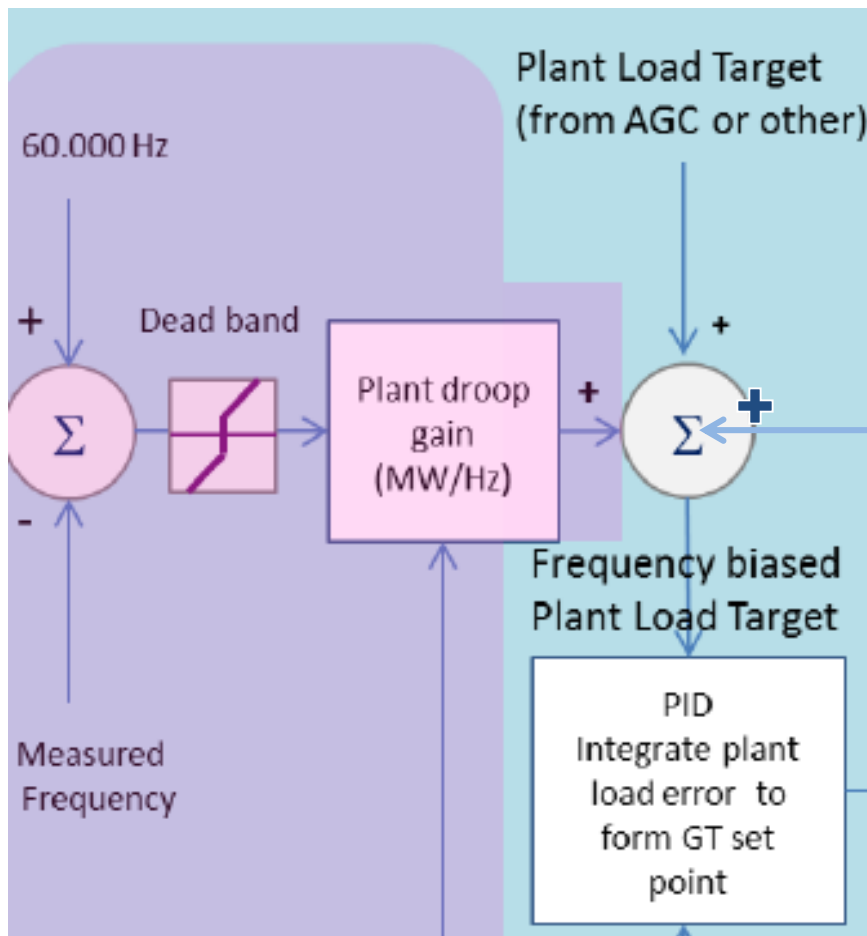 Plant Load Target
(from AGC or other)
60.000 Hz
+
+
Dead band
Σ
-
Plant droop
gain
(MW/Hz)
+
Σ
+
Frequency biased
Plant Load Target
Measured
Frequency
PID
Integrate plant
load error to
form GT set
point